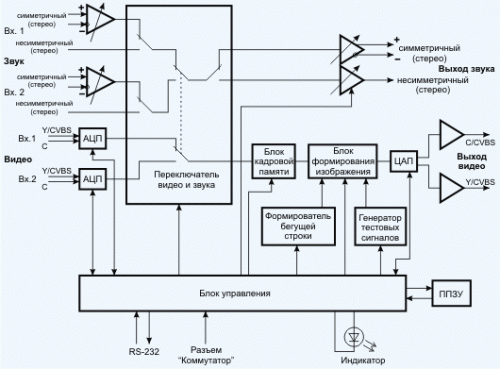 симметричный
(стерео)
Вх. 1
несимметричный
(стерео)
Звук
симметричный
(стерео)
Вх. 2
несимметричный
(стерео)
Y/CVBS
Вх.1
C
АЦП
Видео
Y/CVBS
Вх.2
C
АЦП
Переключатель
видео и звука
симметричный
(стерео)
Выход звука
несимметричный
(стерео)
Блок
кадровой
памяти
Блок
формирования
изображения
ЦАП
C/CVBS
Выход
видео
Y/CVBS
Формирователь
бегущей
строки
Генератор
тестовых
сигналов
Блок управления
ППЗУ
RS-232
Разъем
"Коммутатор"
Индикатор